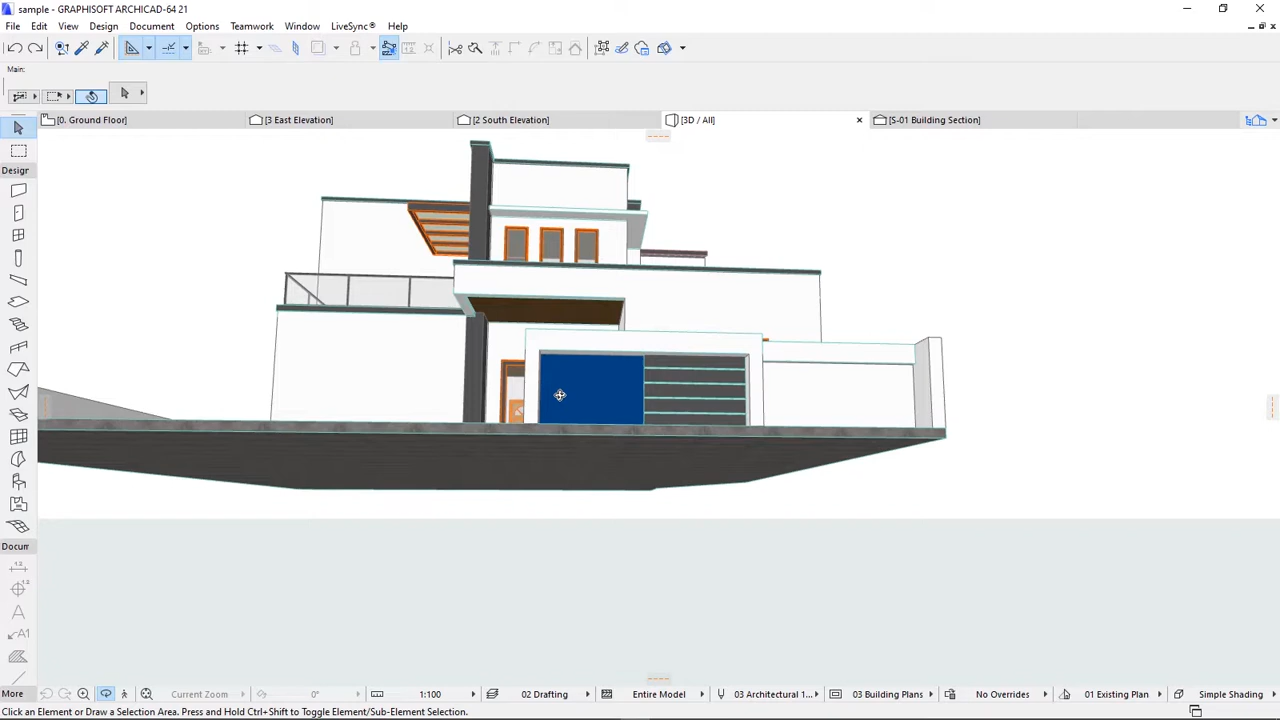 sample - GRAPHISOFT ARCHICAD-64 21
File Edit View Design Document Options Teamwork Window LiveSync® Help
Main:
[0. Ground Floor] [3 East Elevation] [2 South Elevation] [3D / All] [S-01 Building Section]
Design
Docum
1.2
A
A1
More
Current Zoom 0° 1:100 02 Drafting Entire Model 03 Architectural 1... 03 Building Plans No Overrides 01 Existing Plan Simple Shading
Click an Element or Draw a Selection Area. Press and Hold Ctrl+Shift to Toggle Element/Sub-Element Selection.